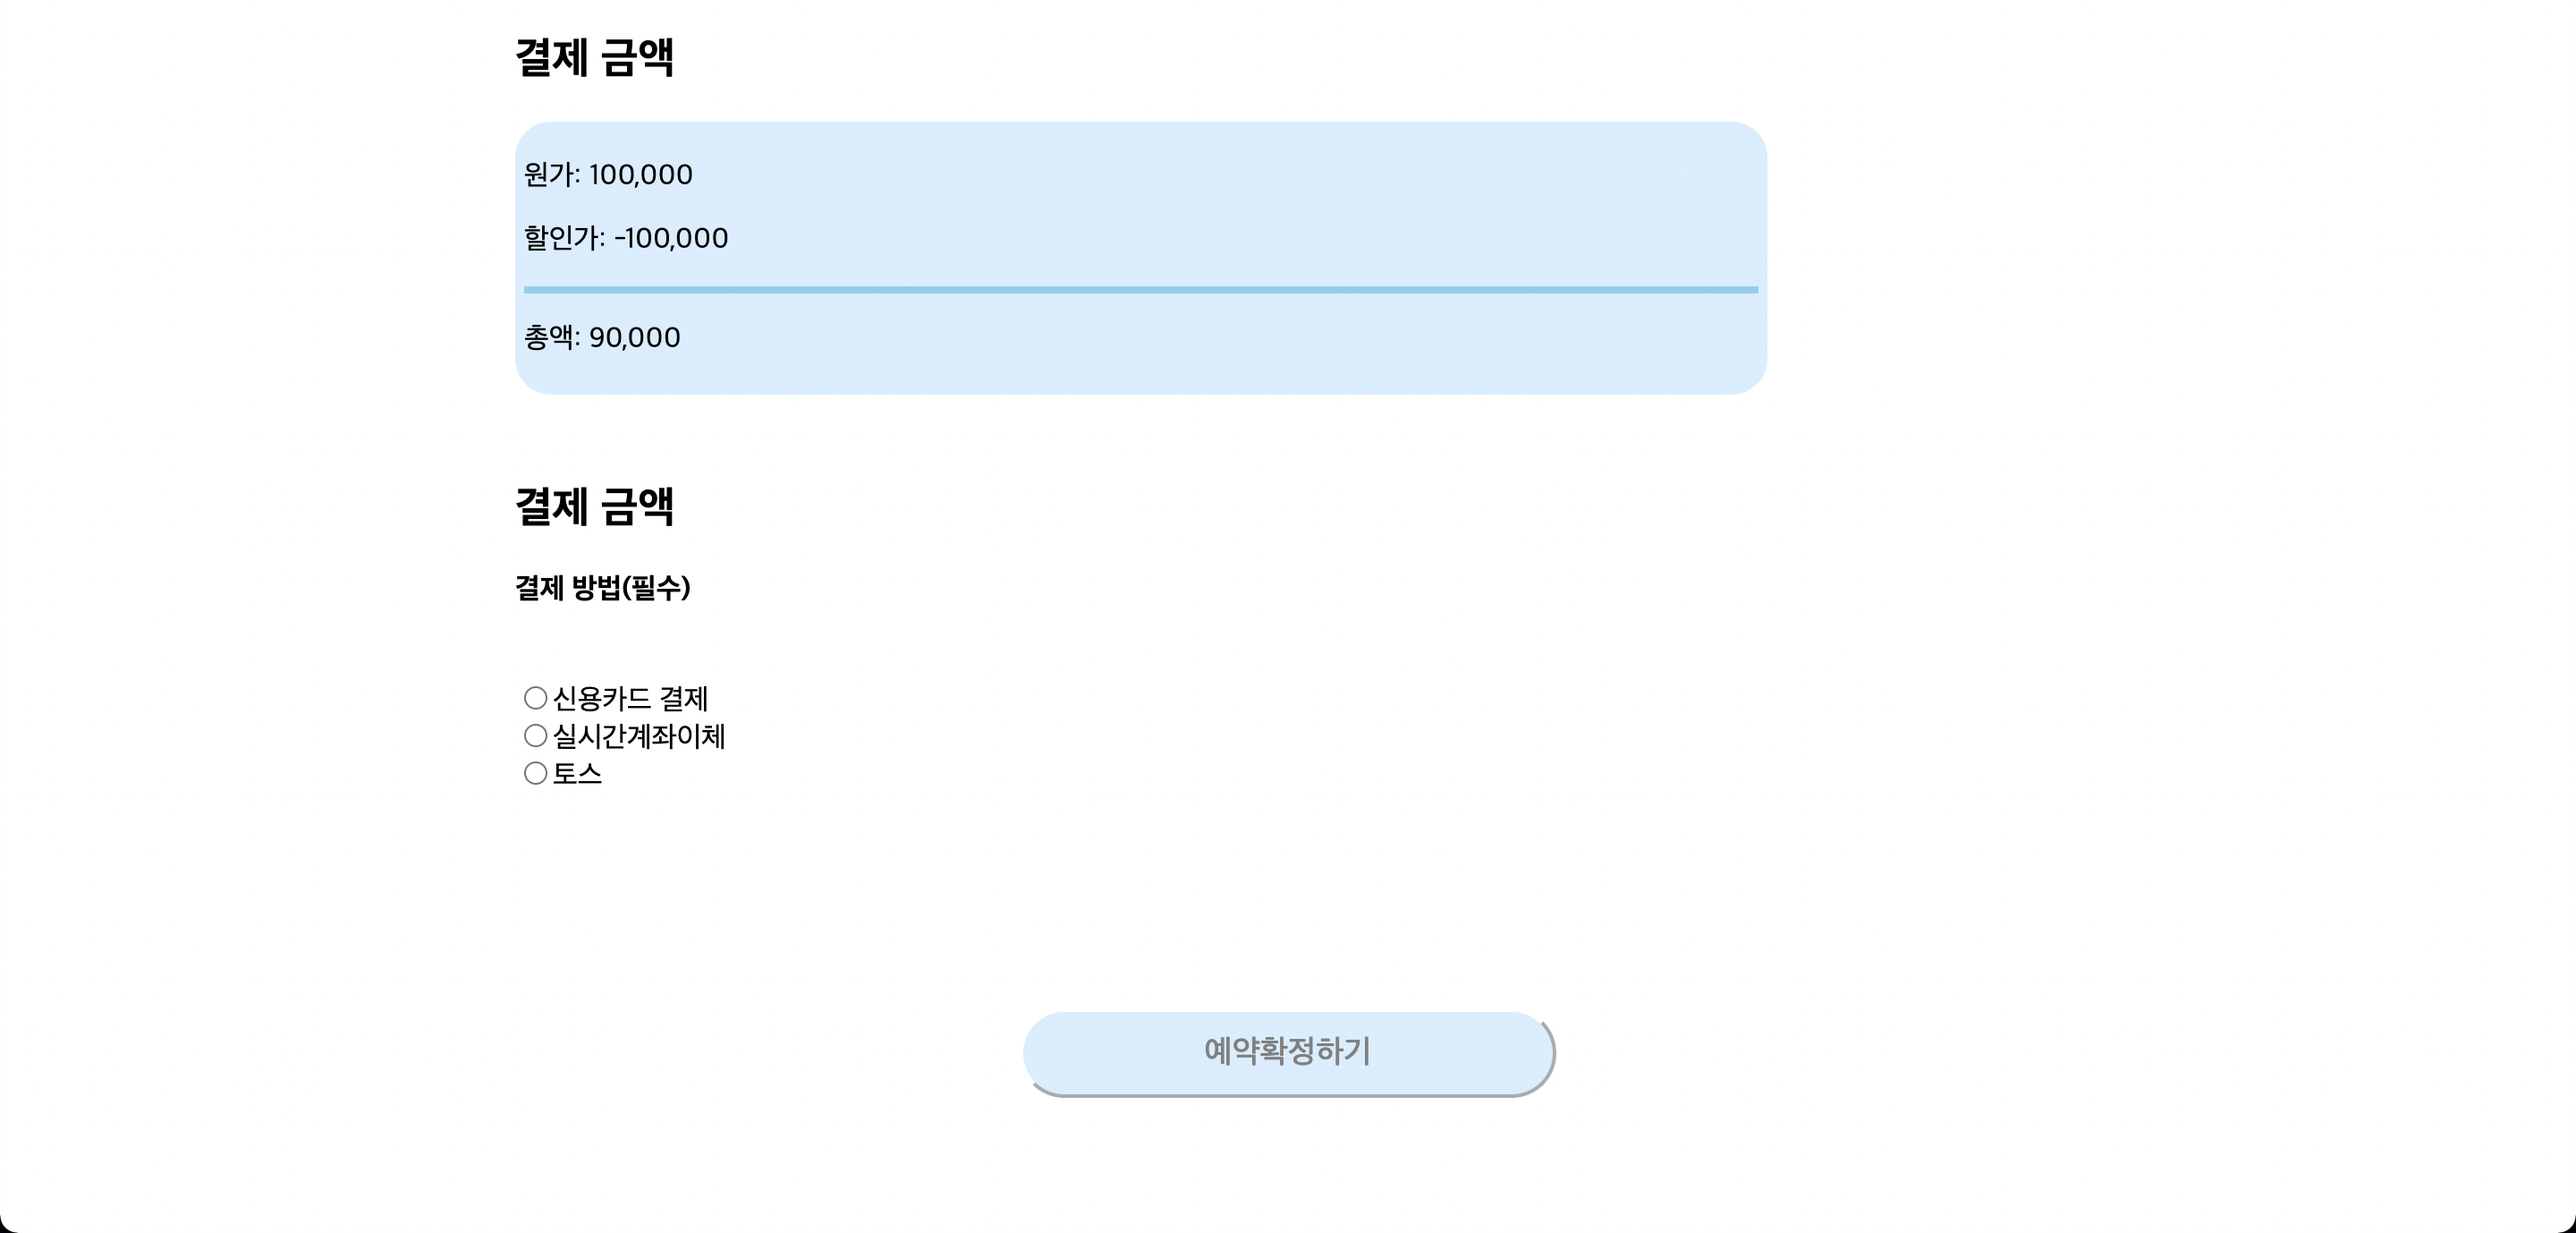 결제 금액
원가: 100,000
할인가: -100,000
총액: 90,000
결제 금액
결제 방법(필수)
신용카드 결제
실시간계좌이체
토스
예약확정하기